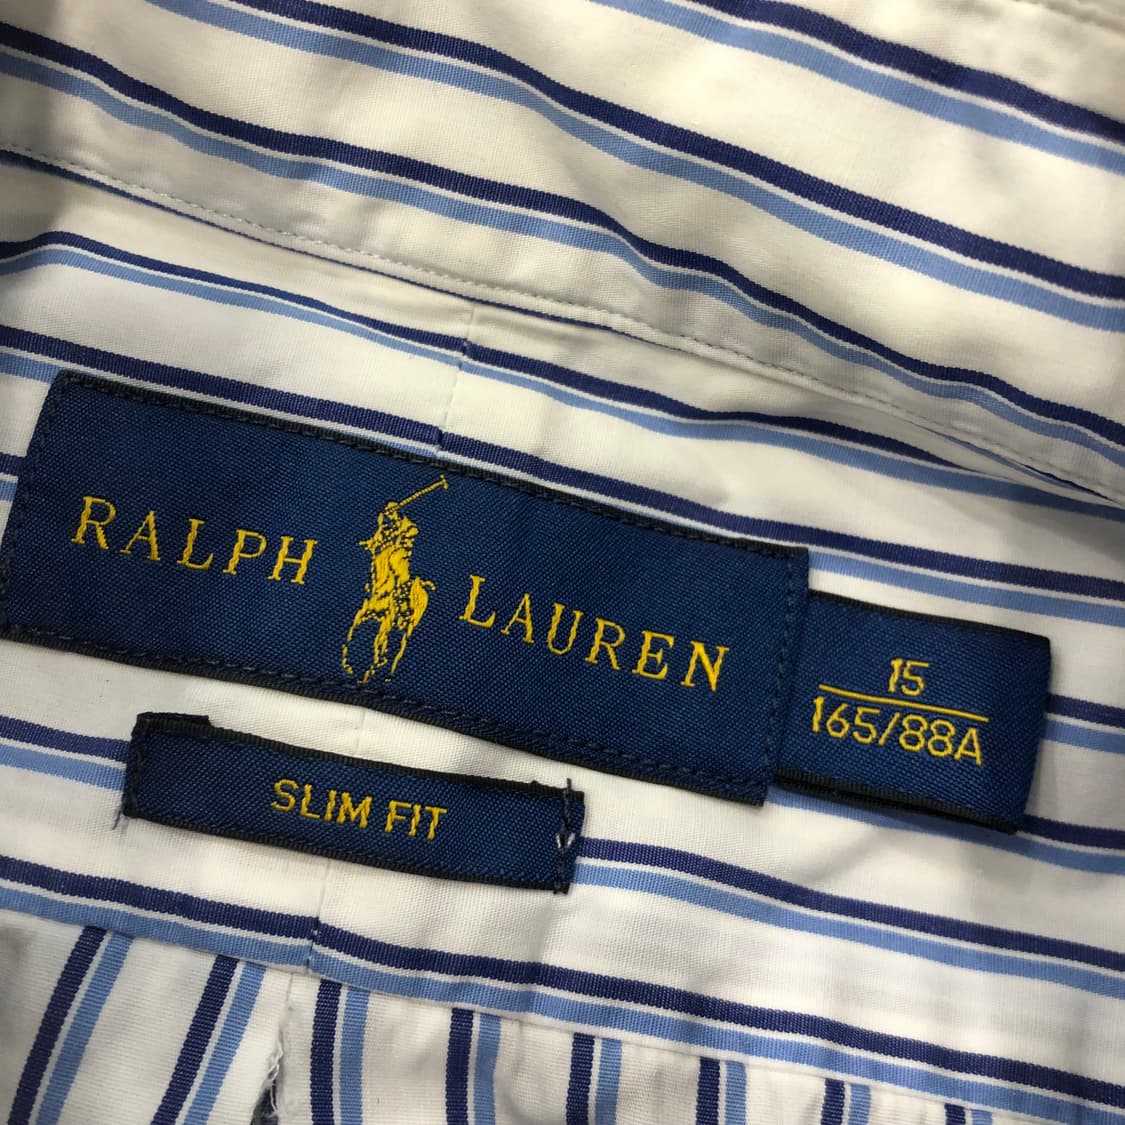 RALPH LAUREN
15
165/88A
SLIM FIT